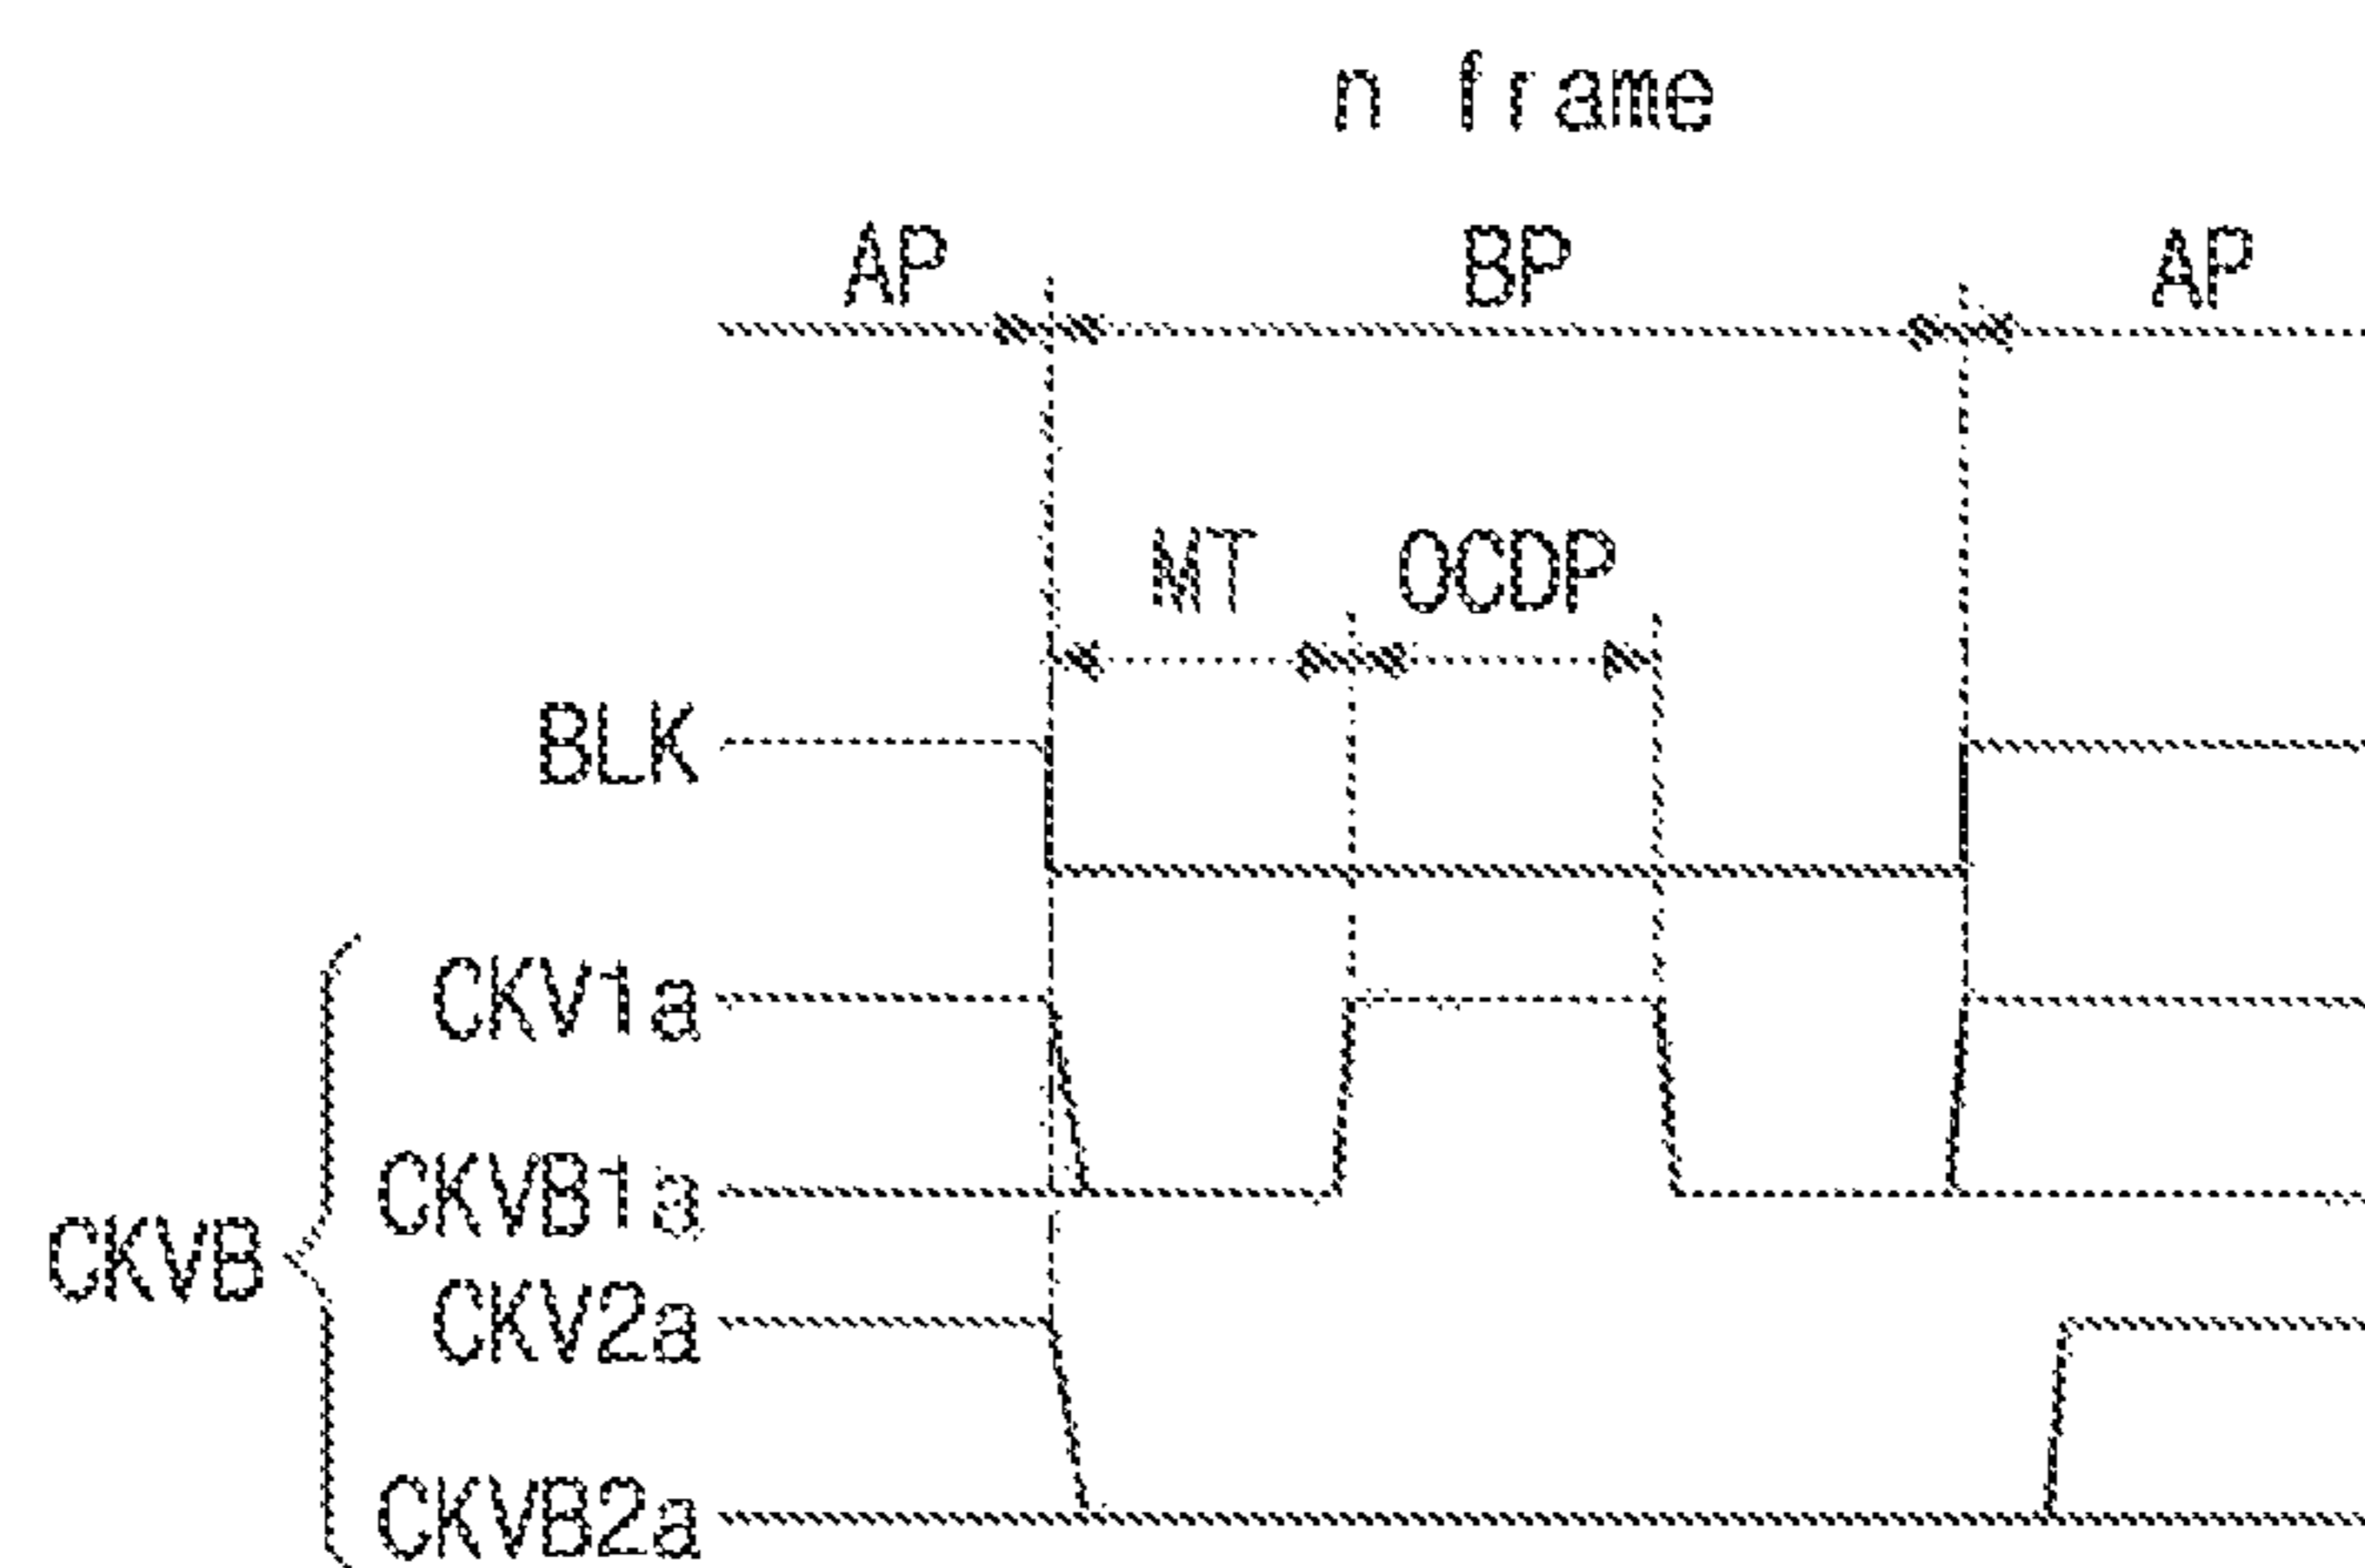 n frame
AP BP AP
MT OCDP
BLK
CKV1a
CKVB1a
CKVB
CKV2a
CKVB2a